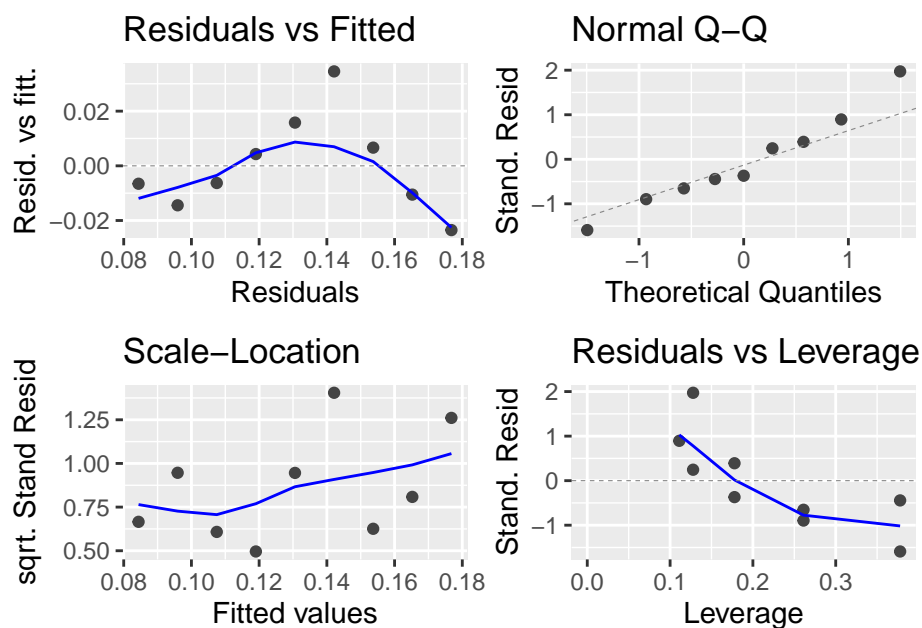 Residuals vs Fitted
Resid. vs fitt.
0.02
0.00
−0.02
0.08
0.10
0.12
0.14
0.16
0.18
Residuals
Normal Q−Q
Stand. Resid
2
1
0
−1
−1
0
1
Theoretical Quantiles
Scale−Location
sqrt. Stand Resid
1.25
1.00
0.75
0.50
0.08
0.10
0.12
0.14
0.16
0.18
Fitted values
Residuals vs Leverage
Stand. Resid
2
1
0
−1
0.0
0.1
0.2
0.3
Leverage